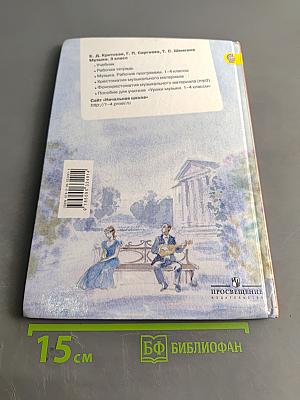 Е. Д. Критская, Г. П. Сергеева, Т. С. Шмагина
Музыка. 3 класс
• Учебник
• Рабочая тетрадь
• Музыка. Рабочие программы. 1–4 классы
• Хрестоматия музыкального материала
• Фонохрестоматия музыкального материала (mp3)
• Пособие для учителя «Уроки музыки. 1–4 классы»
Сайт «Начальная школа»
http://1–4.prosv.ru
ПРОСВЕЩЕНИЕ
ИЗДАТЕЛЬСТВО
15 см
БФ БИБЛИОФАН